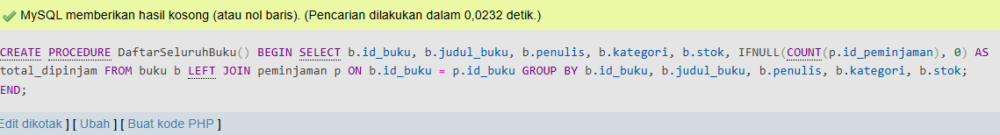 MySQL memberikan hasil kosong (atau nol baris). (Pencarian dilakukan dalam 0,0232 detik.)
CREATE PROCEDURE DaftarSeluruhBuku() BEGIN SELECT b.id_buku, b.judul_buku, b.penulis, b.kategori, b.stok, IFNULL(COUNT(p.id_peminjaman), 0) AS
total_dipinjam FROM buku b LEFT JOIN peminjaman p ON b.id_buku = p.id_buku GROUP BY b.id_buku, b.judul_buku, b.penulis, b.kategori, b.stok;
END;
Edit dikotak ] [ Ubah ] [ Buat kode PHP ]